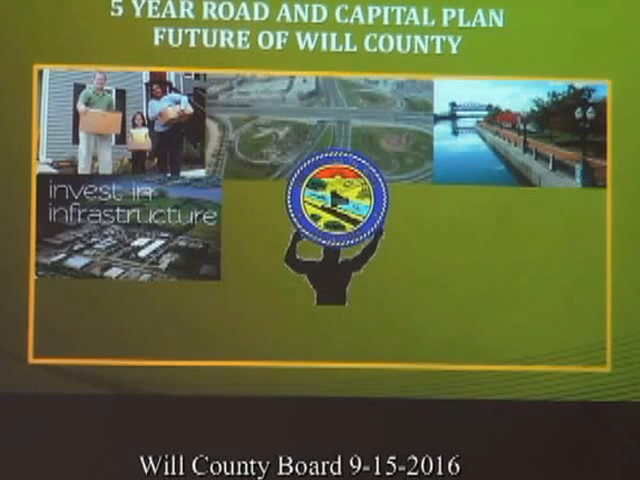 5 YEAR ROAD AND CAPITAL PLAN
FUTURE OF WILL COUNTY
invest in
infrastructure
Will County Board 9-15-2016